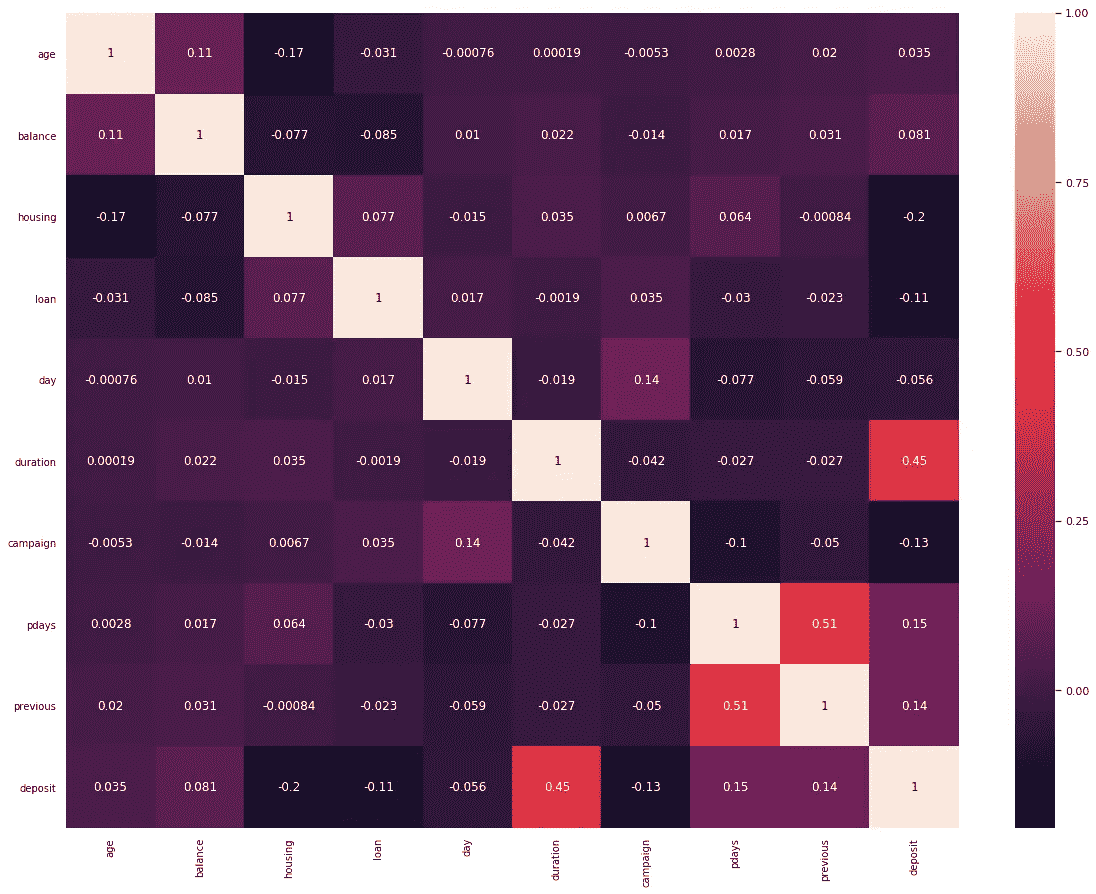 age 1 0.11 -0.17 -0.031 -0.00076 0.00019 -0.0053 0.0028 0.02 0.035
balance 0.11 1 -0.077 -0.085 0.01 0.022 -0.014 0.017 0.031 0.081
housing -0.17 -0.077 1 0.077 -0.015 0.035 0.0067 0.064 -0.00084 -0.2
loan -0.031 -0.085 0.077 1 0.017 -0.0019 0.035 -0.03 -0.023 -0.11
day -0.00076 0.01 -0.015 0.017 1 -0.019 0.14 -0.077 -0.059 -0.056
duration 0.00019 0.022 0.035 -0.0019 -0.019 1 -0.042 -0.027 -0.027 0.45
campaign -0.0053 -0.014 0.0067 0.035 0.14 -0.042 1 -0.1 -0.05 -0.13
pdays 0.0028 0.017 0.064 -0.03 -0.077 -0.027 -0.1 1 0.51 0.15
previous 0.02 0.031 -0.00084 -0.023 -0.059 -0.027 -0.05 0.51 1 0.14
deposit 0.035 0.081 -0.2 -0.11 -0.056 0.45 -0.13 0.15 0.14 1
age balance housing loan day duration campaign pdays previous deposit
1.00
0.75
0.50
0.25
0.00